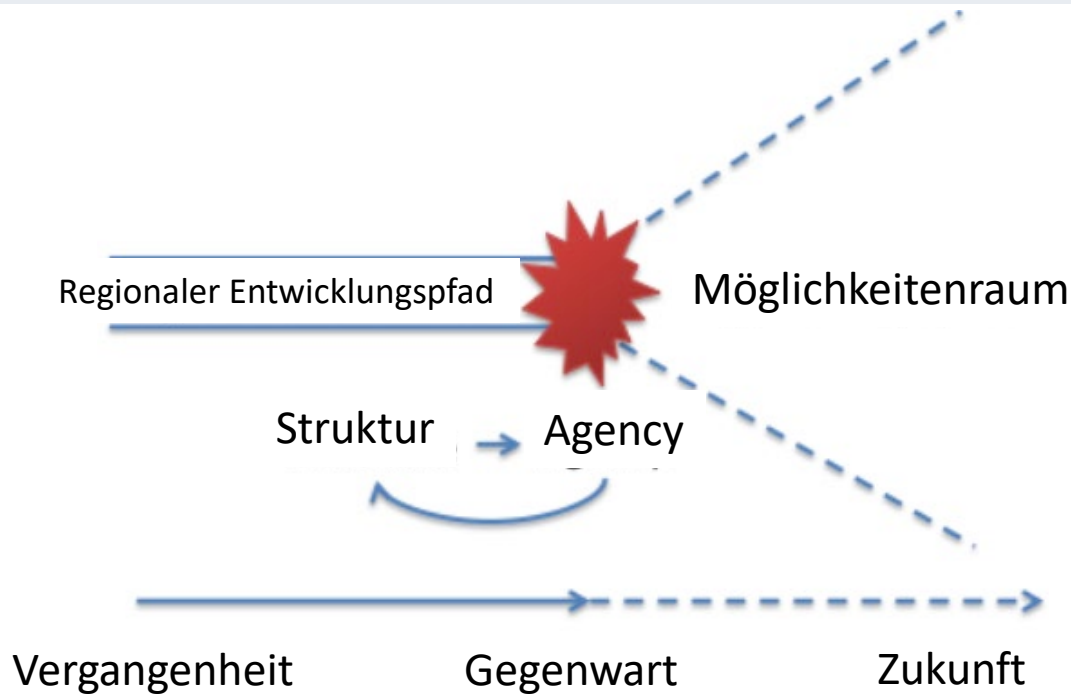 Regionaler Entwicklungspfad
Möglichkeitenraum
Struktur
Agency
Vergangenheit
Gegenwart
Zukunft